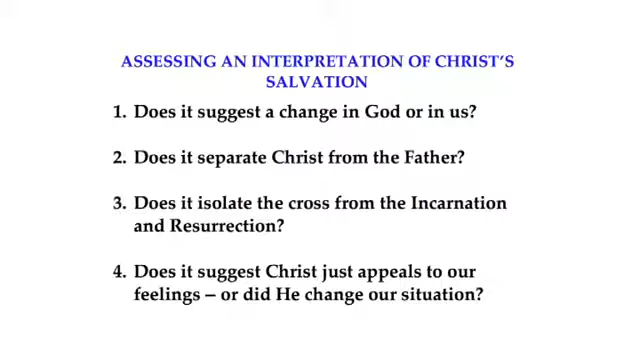 ASSESSING AN INTERPRETATION OF CHRIST’S
SALVATION
1. Does it suggest a change in God or in us?
2. Does it separate Christ from the Father?
3. Does it isolate the cross from the Incarnation
and Resurrection?
4. Does it suggest Christ just appeals to our
feelings – or did He change our situation?